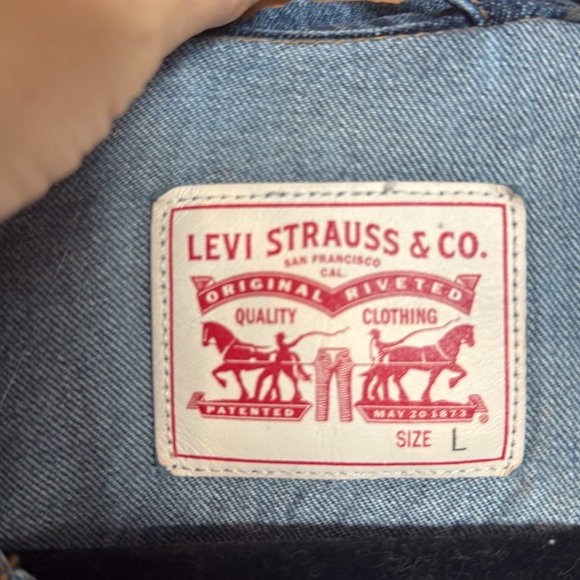 LEVI STRAUSS & CO.
SAN FRANCISCO
CAL.
ORIGINAL RIVETED
QUALITY CLOTHING
PATENTED MAY 20 1873 ®
SIZE L